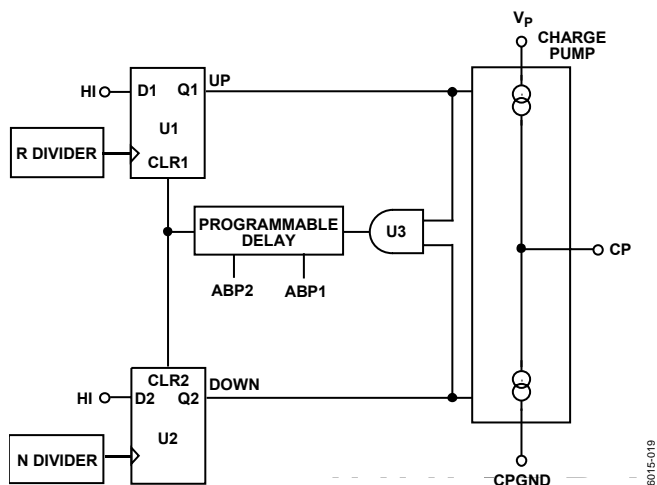 VP
CHARGE
PUMP
UP
HI
D1 Q1
U1
R DIVIDER
CLR1
PROGRAMMABLE
DELAY
U3
CP
ABP2 ABP1
CLR2
DOWN
HI
D2 Q2
U2
N DIVIDER
CPGND
6015-019